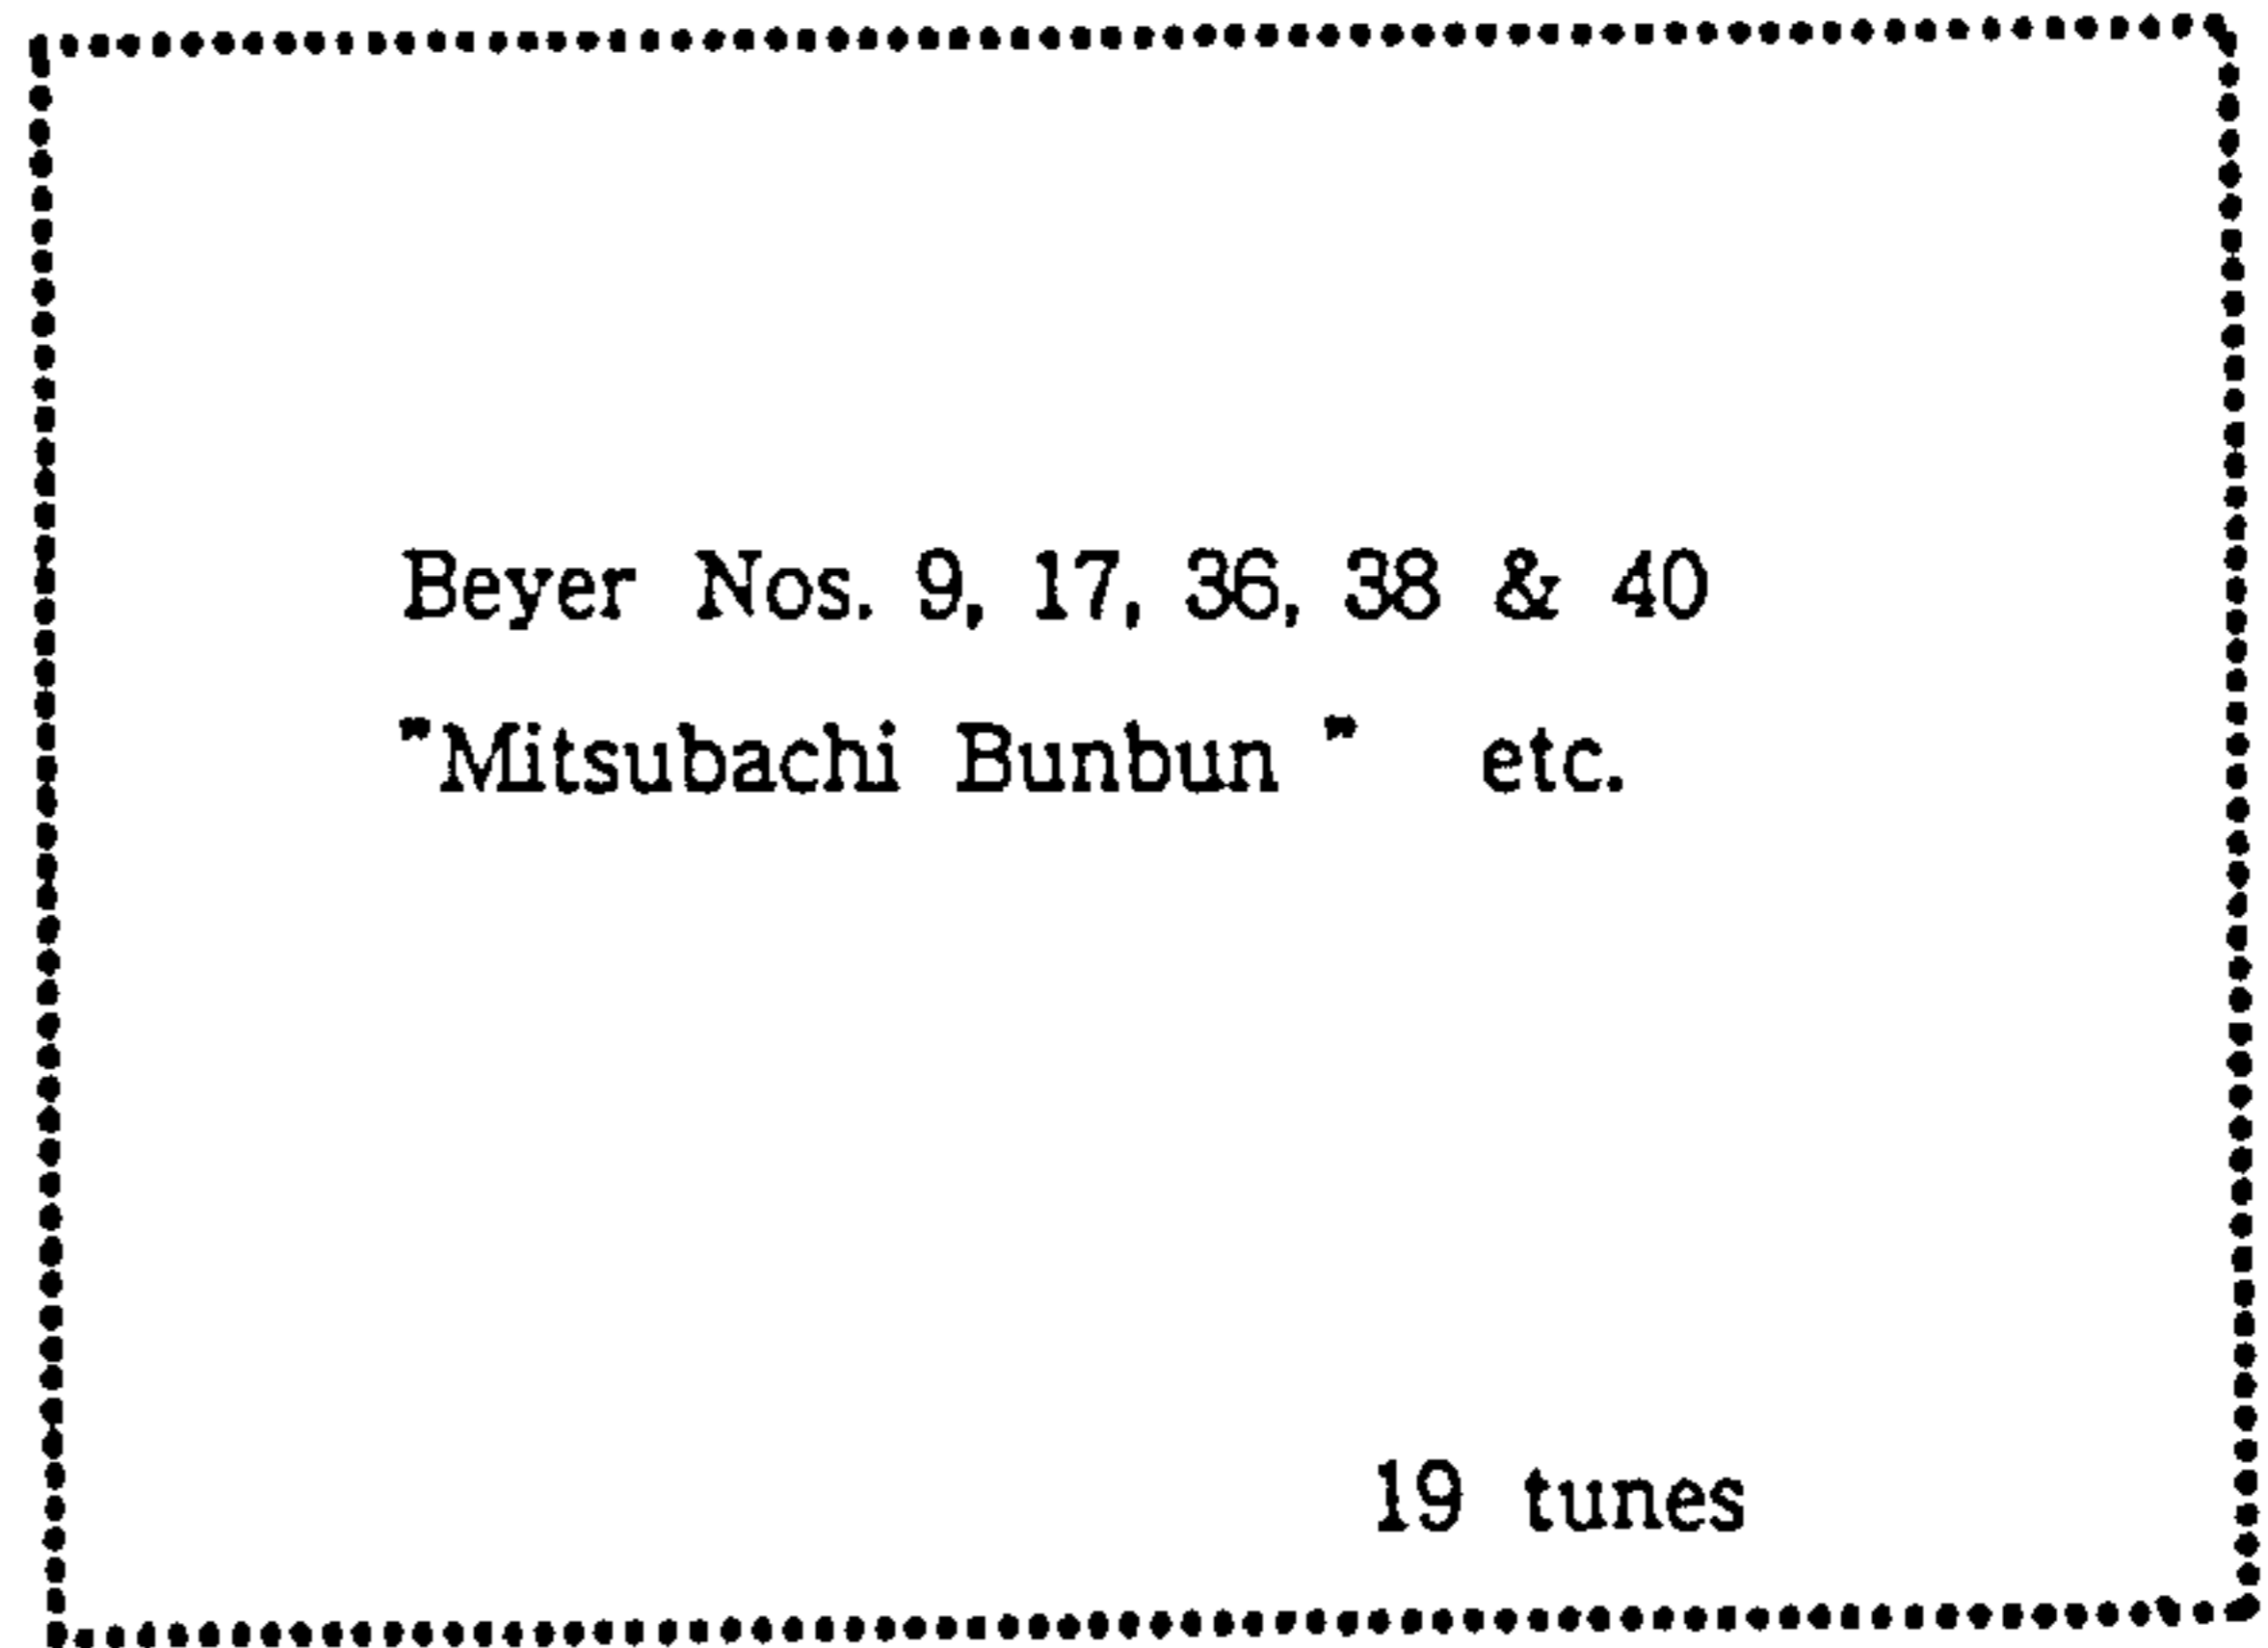 Beyer Nos. 9, 17, 36, 38 & 40
"Mitsubachi Bunbun " etc.
19 tunes